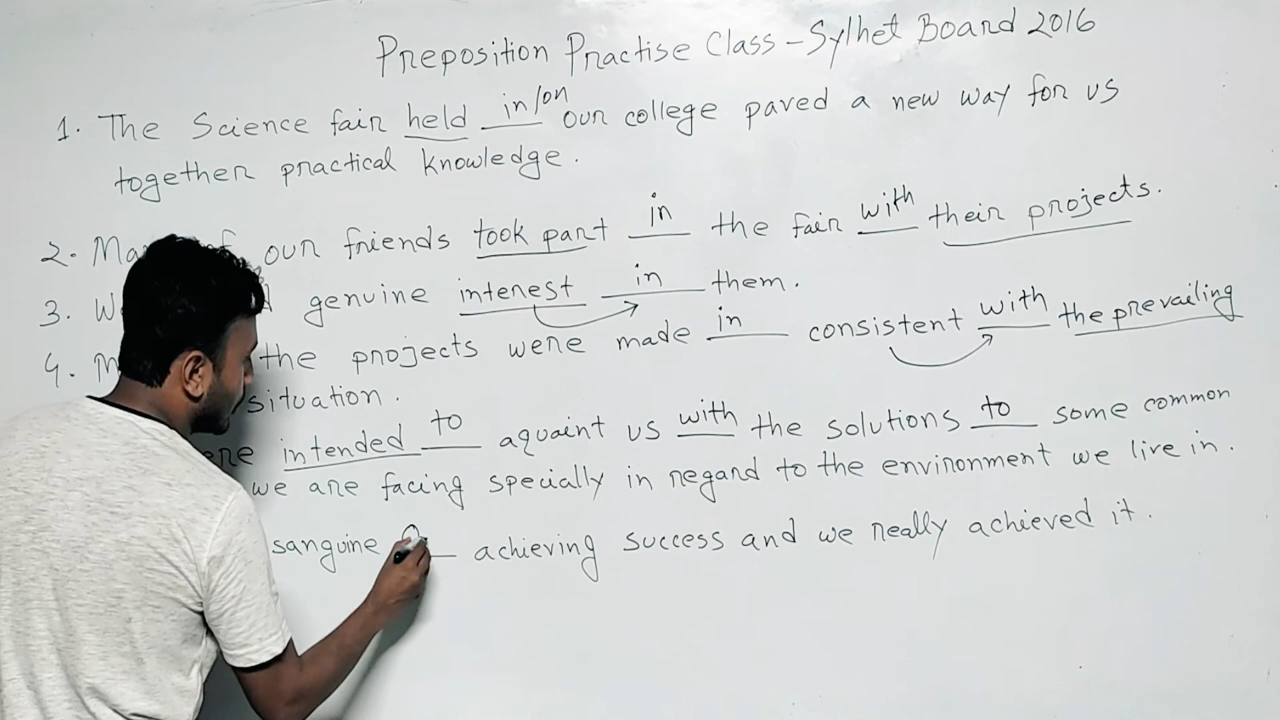 Preposition Practise Class - Sylhet Board 2016
1. The Science fair held in/on our college paved a new way for us
together practical knowledge.
2. our friends took part in the fair with their projects.
3. genuine interest in them.
4. the projects were made in consistent with the prevailing
situation.
intended to aquaint us with the solutions to some common
we are facing specially in regard to the environment we live in.
sanguine achieving success and we really achieved it.